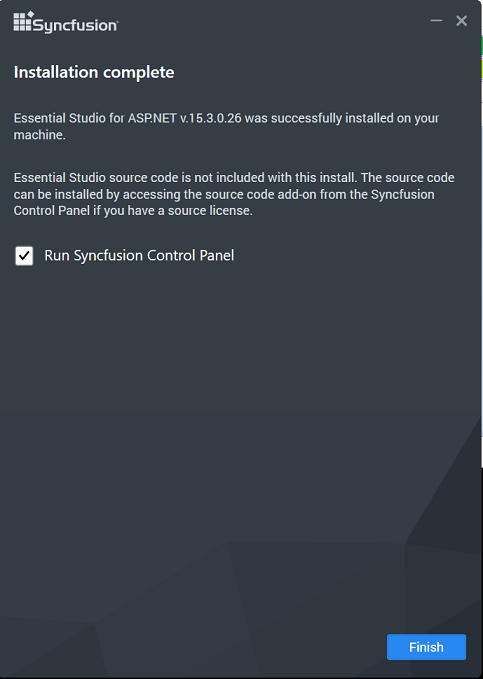 Syncfusion
Installation complete
Essential Studio for ASP.NET v.15.3.0.26 was successfully installed on your
machine.
Essential Studio source code is not included with this install. The source code
can be installed by accessing the source code add-on from the Syncfusion
Control Panel if you have a source license.
Run Syncfusion Control Panel
Finish